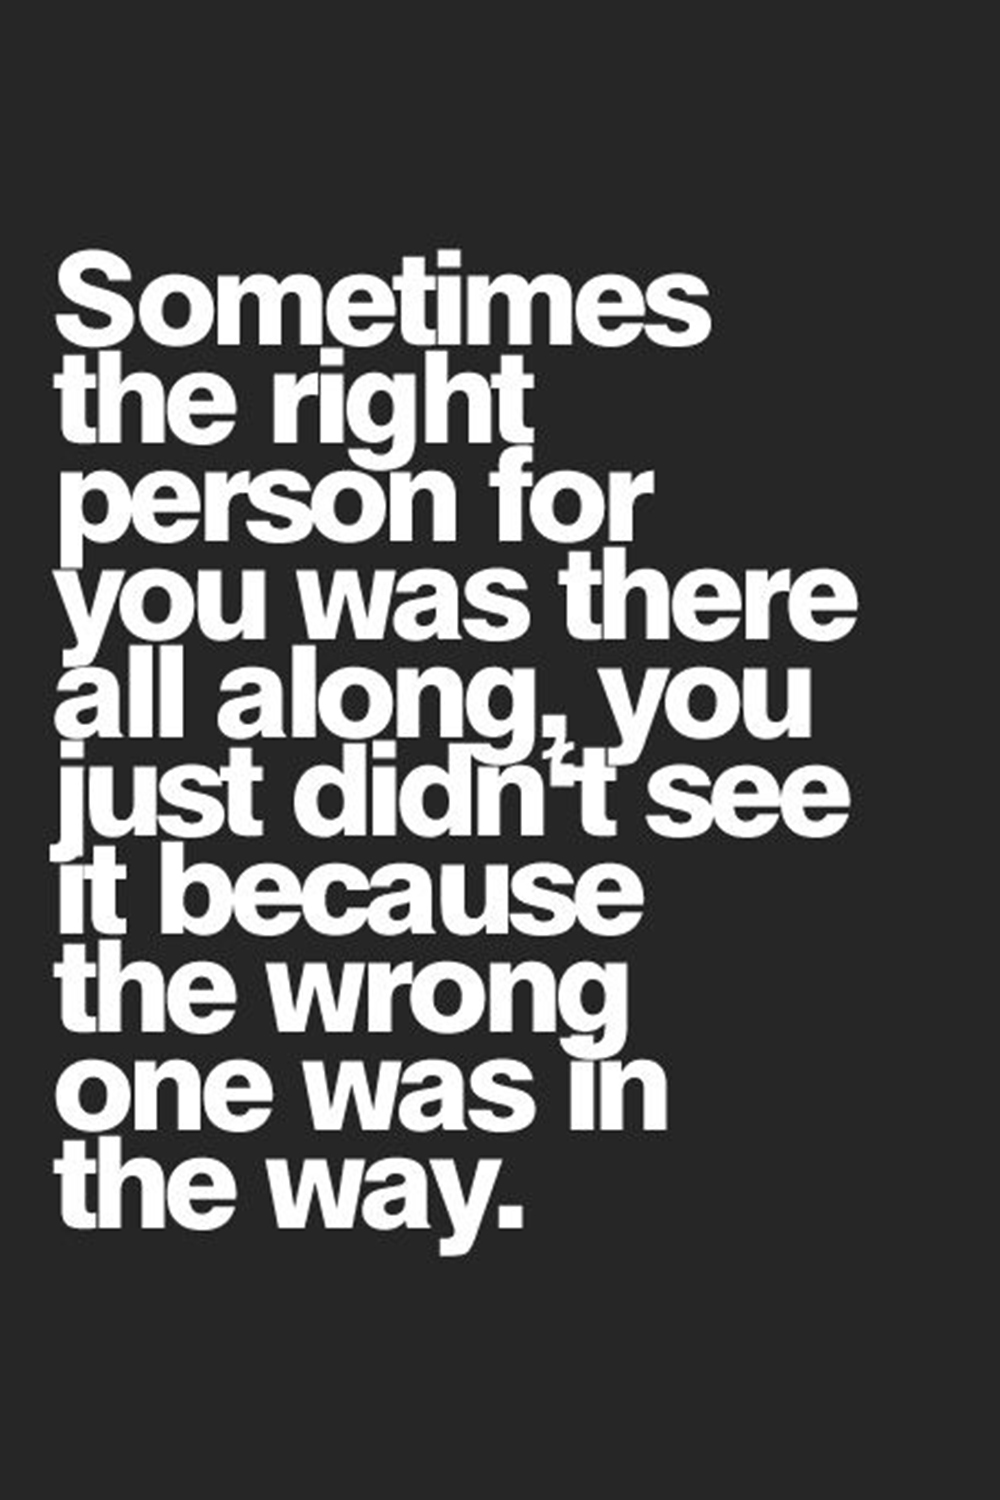 Sometimes
the right
person for
you was there
all along, you
just didn't see
it because
the wrong
one was in
the way.